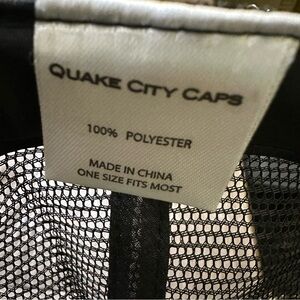 QUAKE CITY CAPS
100% POLYESTER
MADE IN CHINA
ONE SIZE FITS MOST